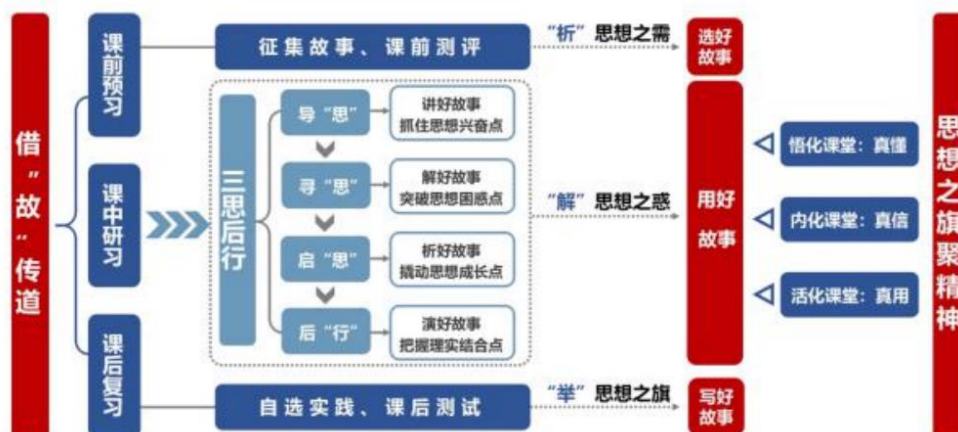 借“故”传道
课前预习
课中研习
课后复习
征集故事、课前测评
“析”思想之需
选好
故事
三思后行
导“思”
讲好故事
抓住思想兴奋点
寻“思”
解好故事
突破思想困惑点
启“思”
析好故事
撬动思想成长点
后“行”
演好故事
把握理实结合点
“解”思想之惑
用好
故事
悟化课堂：真懂
内化课堂：真信
活化课堂：真用
自选实践、课后测试
“举”思想之旗
写好
故事
思想之旗聚精神